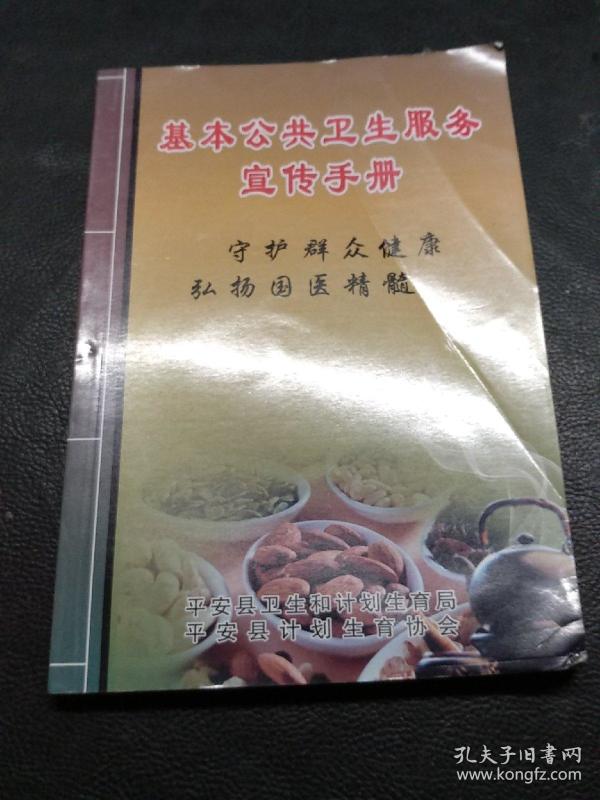 基本公共卫生服务
宣传手册
守护群众健康
弘扬国医精髓
平安县卫生和计划生育局
平安县计划生育协会
孔夫子旧书网
www.kongfz.com